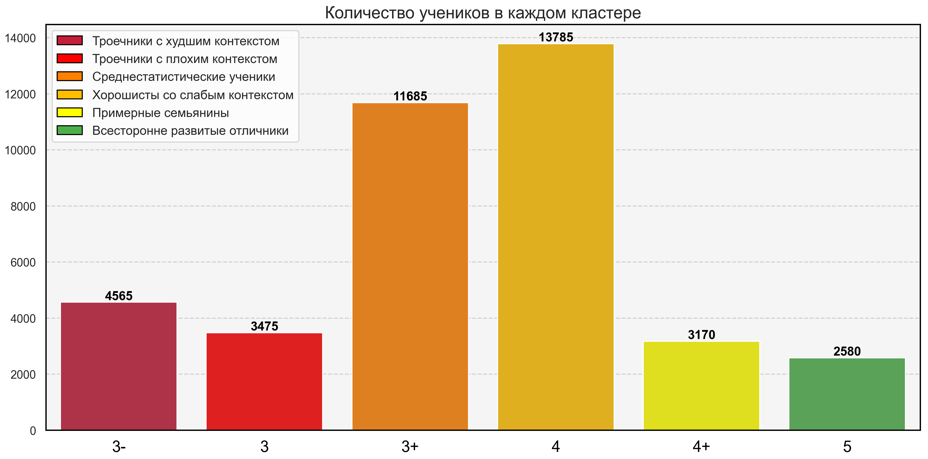 Количество учеников в каждом кластере
14000
12000
10000
8000
6000
4000
2000
0
Троечники с худшим контекстом
Троечники с плохим контекстом
Среднестатистические ученики
Хорошисты со слабым контекстом
Примерные семьянины
Всесторонне развитые отличники
4565
3475
11685
13785
3170
2580
3- 3 3+ 4 4+ 5